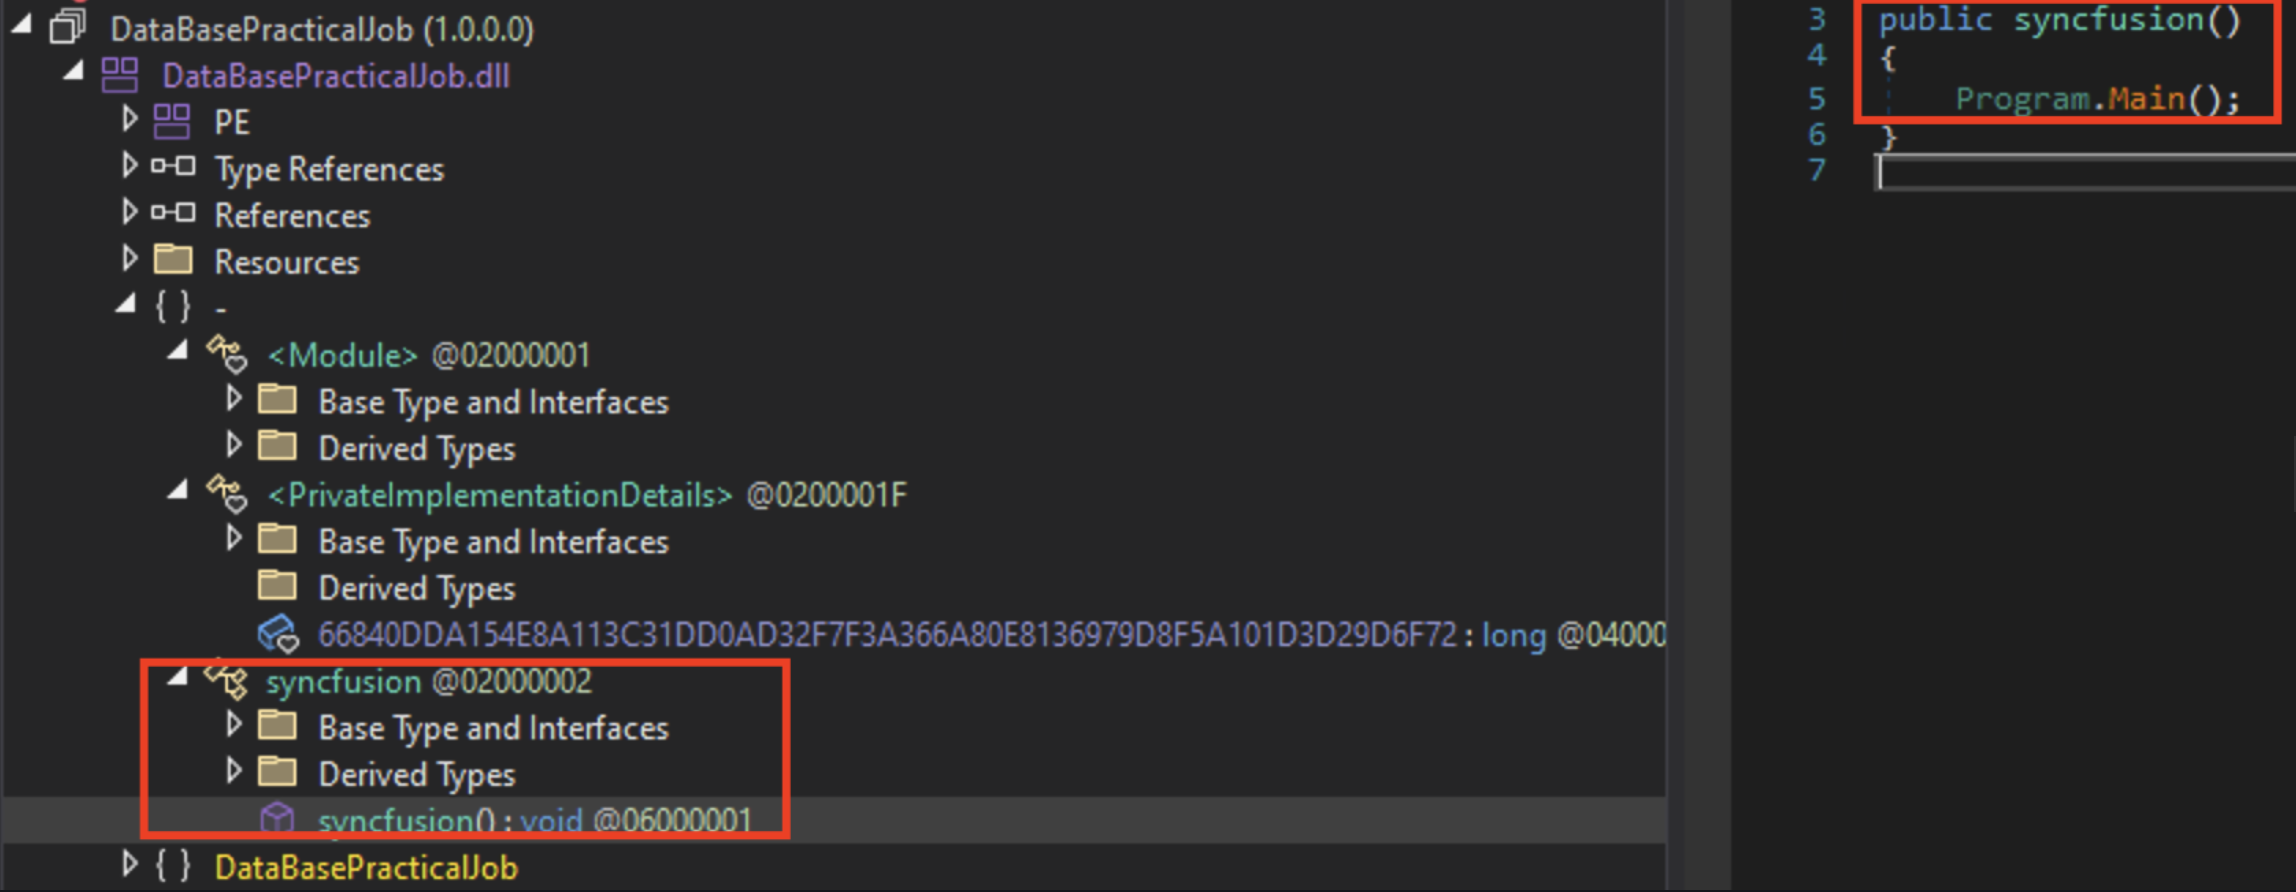 DataBasePracticalJob (1.0.0.0)
DataBasePracticalJob.dll
PE
Type References
References
Resources
{ } -
<Module> @02000001
Base Type and Interfaces
Derived Types
<PrivateImplementationDetails> @0200001F
Base Type and Interfaces
Derived Types
66840DDA154E8A113C31DD0AD32F7F3A366A80E8136979D8F5A101D3D29D6F72 : long @04000
syncfusion @02000002
Base Type and Interfaces
Derived Types
syncfusion() : void @06000001
{ } DataBasePracticalJob
3 public syncfusion()
4 {
5 Program.Main();
6 }
7